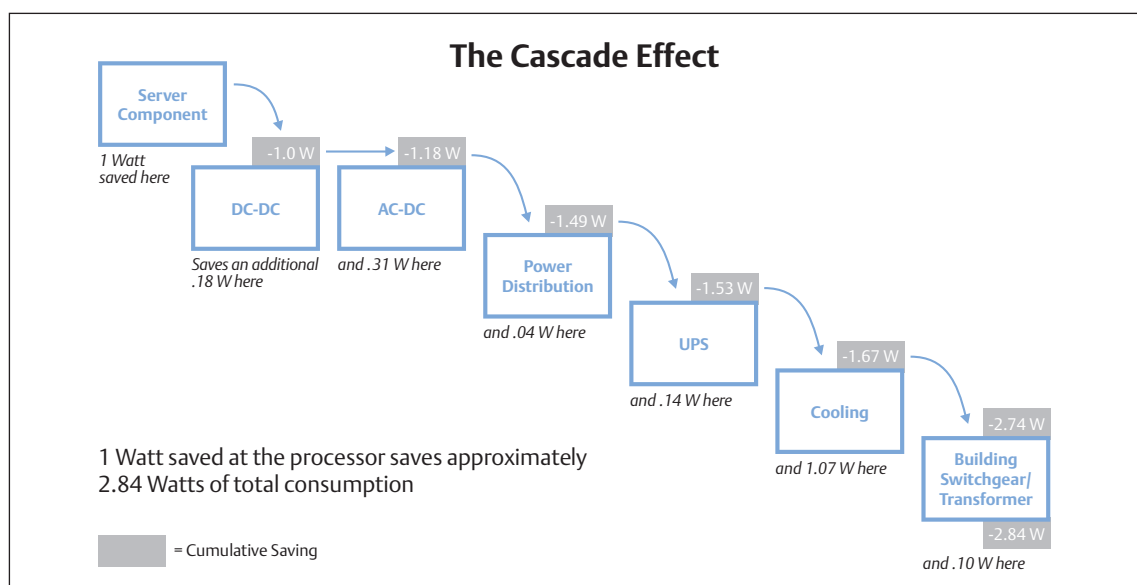 The Cascade Effect
Server
Component
1 Watt
saved here
-1.0 W
DC-DC
Saves an additional
.18 W here
-1.18 W
AC-DC
and .31 W here
-1.49 W
Power
Distribution
and .04 W here
-1.53 W
UPS
and .14 W here
-1.67 W
Cooling
and 1.07 W here
-2.74 W
Building
Switchgear/
Transformer
-2.84 W
and .10 W here
1 Watt saved at the processor saves approximately
2.84 Watts of total consumption
= Cumulative Saving